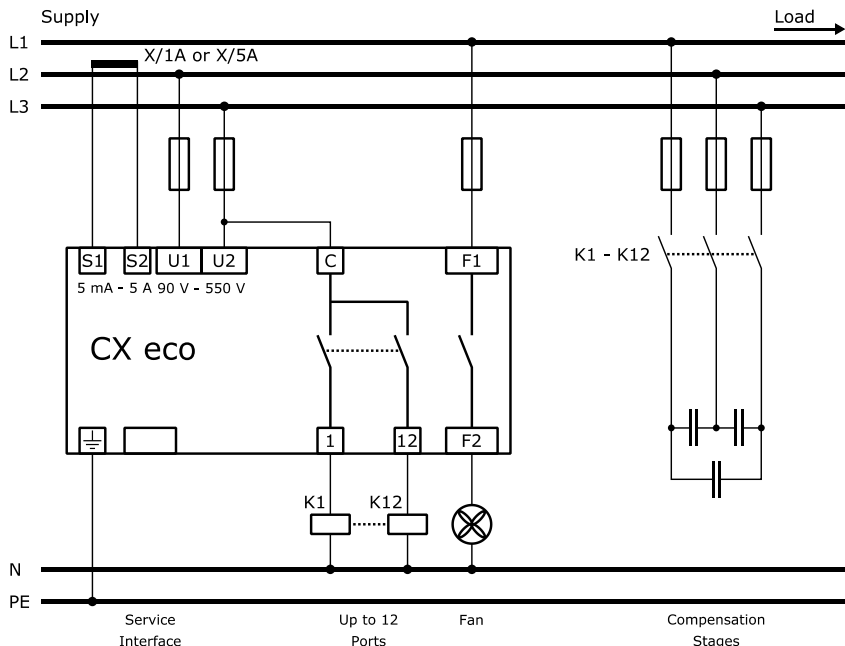 Supply
Load
L1
X/1A or X/5A
L2
L3
S1 S2 U1 U2 C F1
K1 - K12
5 mA - 5 A 90 V - 550 V
CX eco
1 12 F2
K1 K12
N
PE
Service Interface
Up to 12 Ports
Fan
Compensation Stages